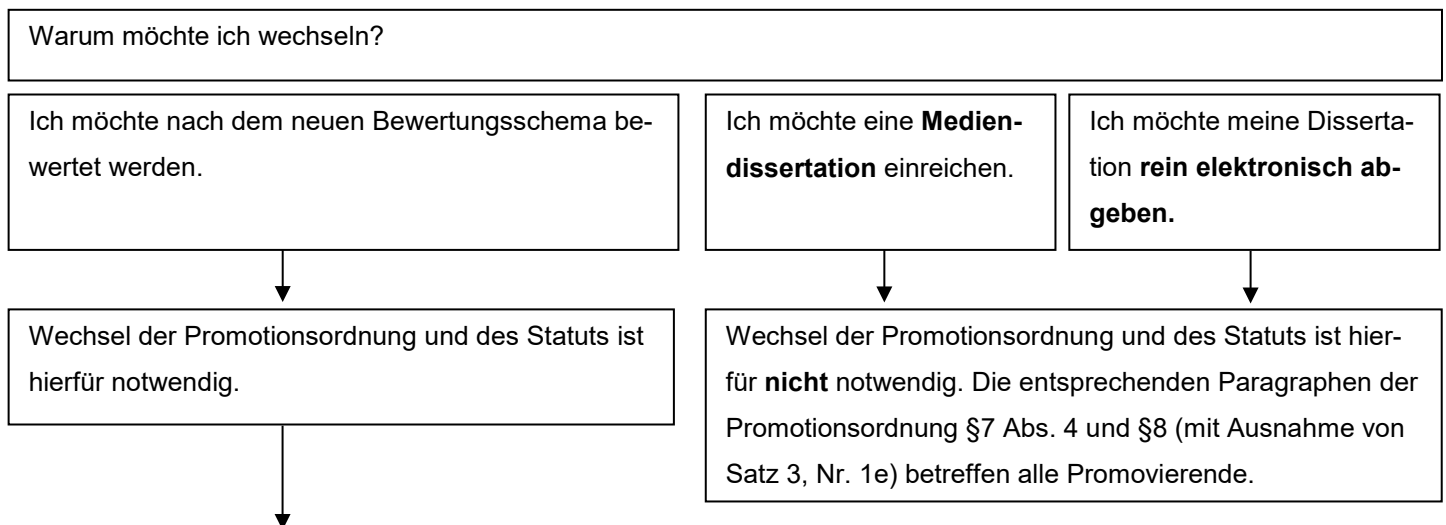 Warum möchte ich wechseln?
Ich möchte nach dem neuen Bewertungsschema be-
wertet werden.
Ich möchte eine Medien-
dissertation einreichen.
Ich möchte meine Disserta-
tion rein elektronisch ab-
geben.
Wechsel der Promotionsordnung und des Statuts ist
hierfür notwendig.
Wechsel der Promotionsordnung und des Statuts ist hier-
für nicht notwendig. Die entsprechenden Paragraphen der
Promotionsordnung §7 Abs. 4 und §8 (mit Ausnahme von
Satz 3, Nr. 1e) betreffen alle Promovierende.